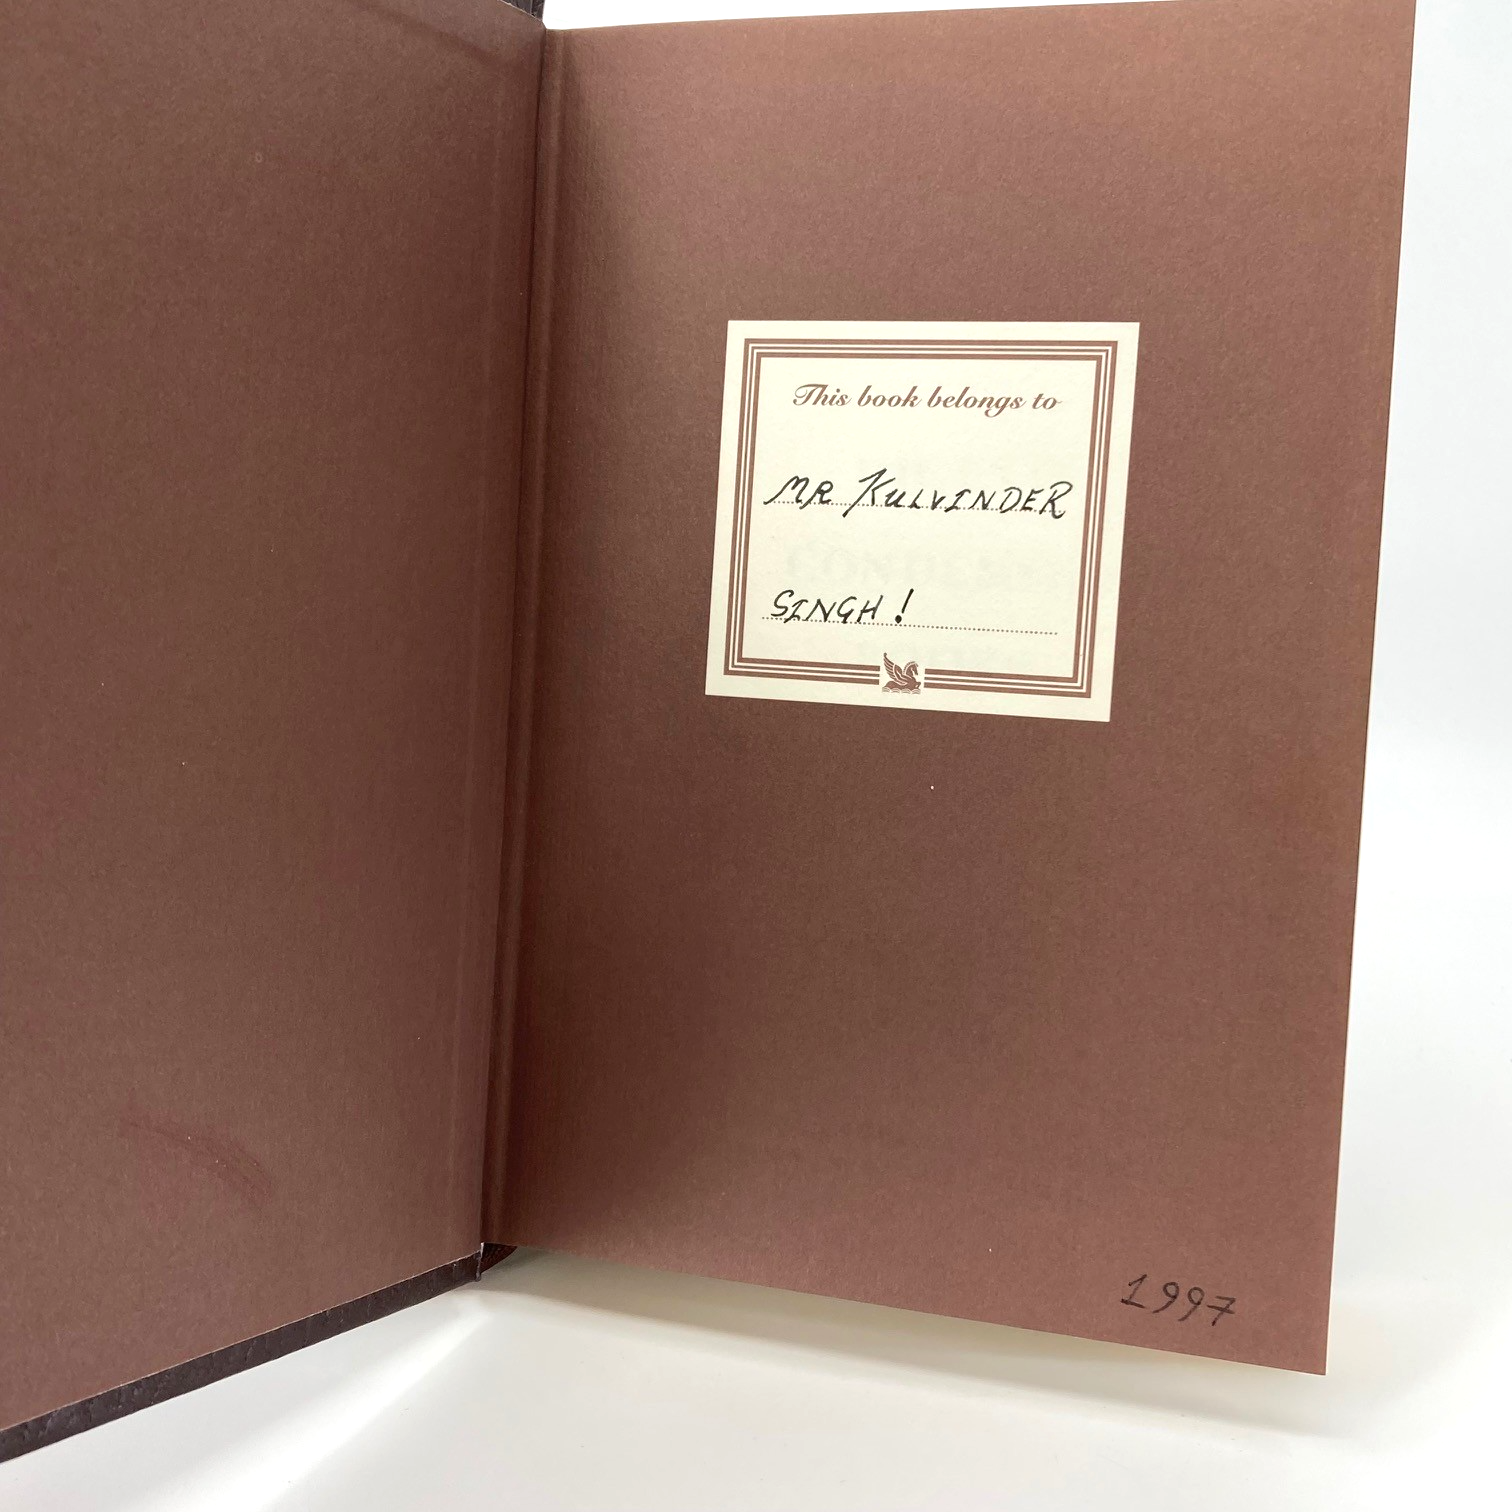 This book belongs to
MR KULVINDER
SINGH!
1997